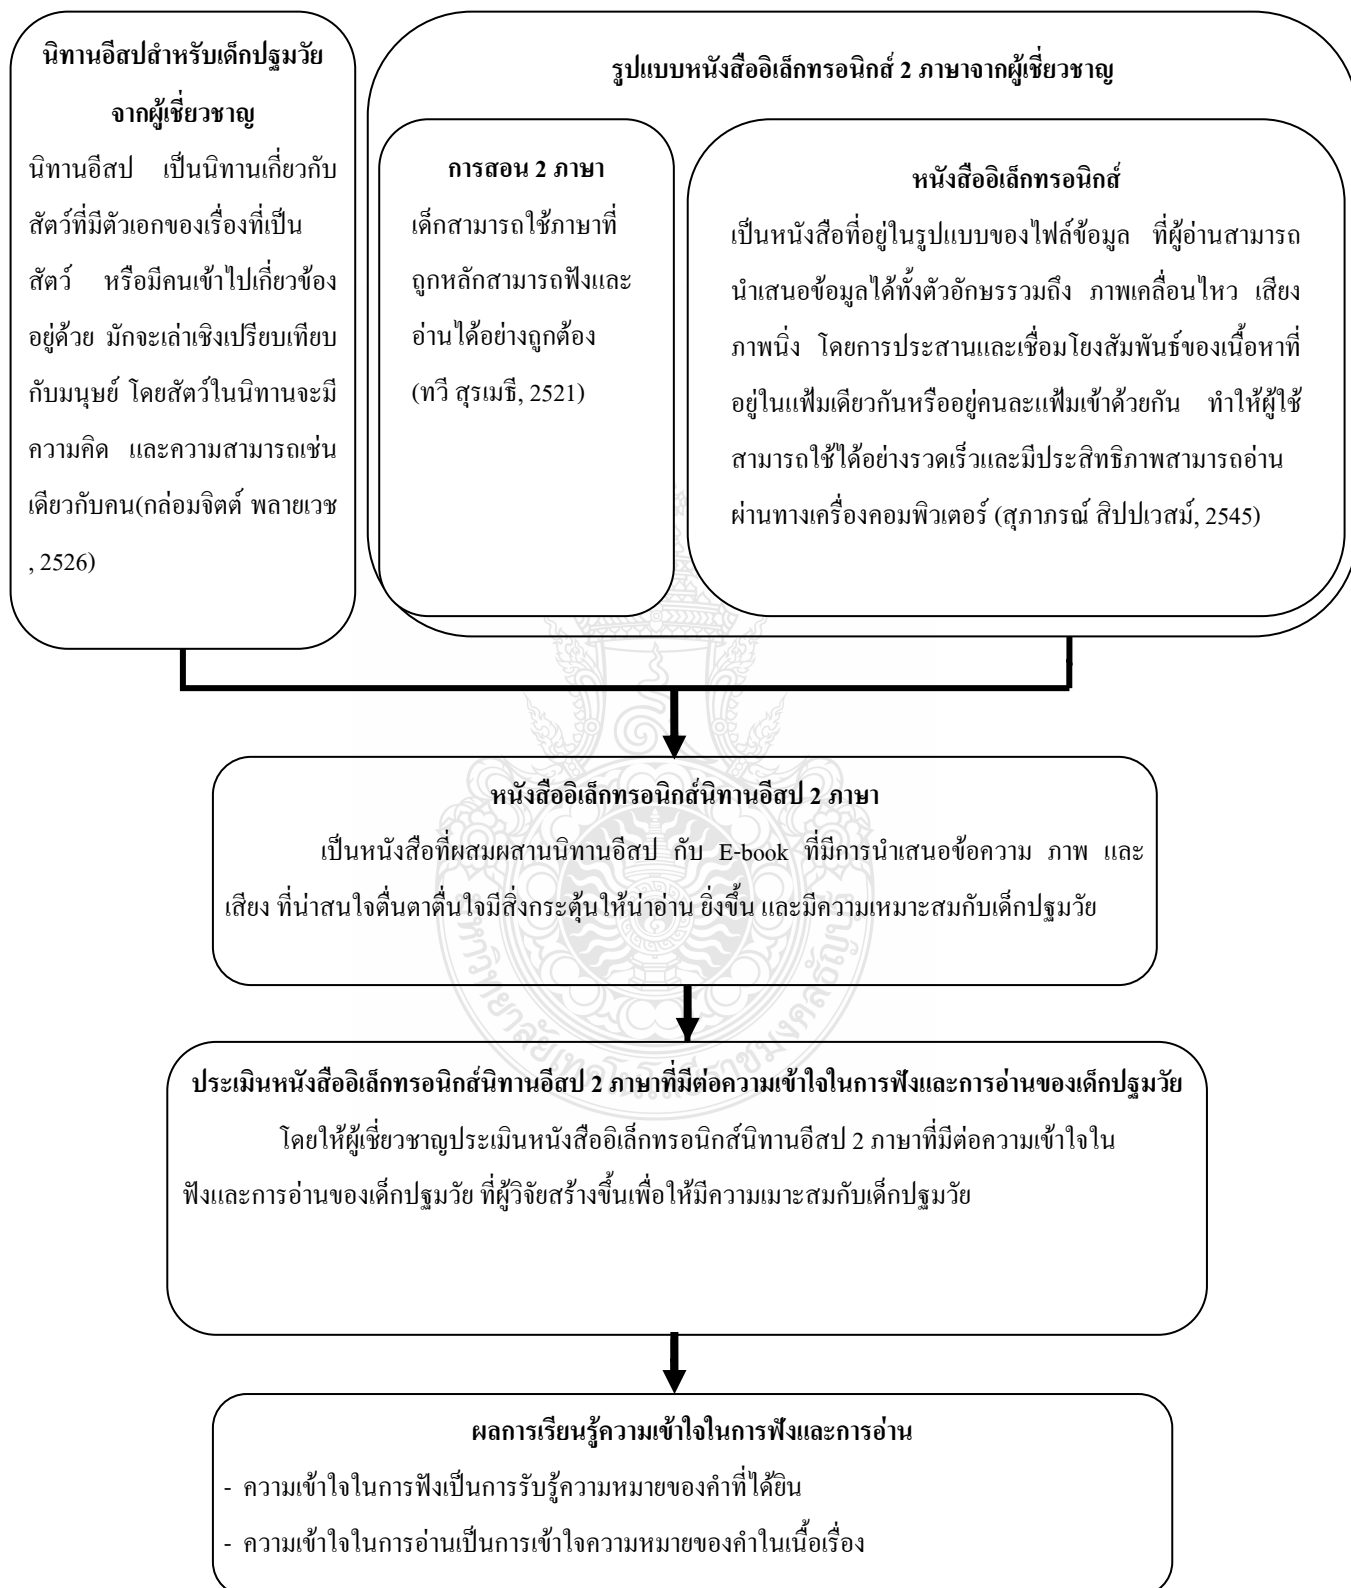 นิทานอีสปสำหรับเด็กปฐมวัย
จากผู้เชี่ยวชาญ
นิทานอีสป เป็นนิทานเกี่ยวกับ
สัตว์ที่มีตัวเอกของเรื่องที่เป็น
สัตว์ หรือมีคนเข้าไปเกี่ยวข้อง
อยู่ด้วย มักจะเล่าเชิงเปรียบเทียบ
กับมนุษย์ โดยสัตว์ในนิทานจะมี
ความคิด และความสามารถเช่น
เดียวกับคน(กล่อมจิตต์ พลายเวช
, 2526)
รูปแบบหนังสืออิเล็กทรอนิกส์ 2 ภาษาจากผู้เชี่ยวชาญ
การสอน 2 ภาษา
เด็กสามารถใช้ภาษาที่
ถูกหลักสามารถฟังและ
อ่านได้อย่างถูกต้อง
(ทวี สุรเมธี, 2521)
หนังสืออิเล็กทรอนิกส์
เป็นหนังสือที่อยู่ในรูปแบบของไฟล์ข้อมูล ที่ผู้อ่านสามารถ
นำเสนอข้อมูลได้ทั้งตัวอักษรรวมถึง ภาพเคลื่อนไหว เสียง
ภาพนิ่ง โดยการประสานและเชื่อมโยงสัมพันธ์ของเนื้อหาที่
อยู่ในแฟ้มเดียวกันหรืออยู่คนละแฟ้มเข้าด้วยกัน ทำให้ผู้ใช้
สามารถใช้ได้อย่างรวดเร็วและมีประสิทธิภาพสามารถอ่าน
ผ่านทางเครื่องคอมพิวเตอร์ (สุภาภรณ์ สิปปเวสม์, 2545)
หนังสืออิเล็กทรอนิกส์นิทานอีสป 2 ภาษา
เป็นหนังสือที่ผสมผสานนิทานอีสป กับ E-book ที่มีการนำเสนอข้อความ ภาพ และ
เสียง ที่น่าสนใจตื่นตาตื่นใจมีสิ่งกระตุ้นให้น่าอ่าน ยิ่งขึ้น และมีความเหมาะสมกับเด็กปฐมวัย
มหาวิทยาลัยเทคโนโลยีราชมงคลธัญบุรี
ประเมินหนังสืออิเล็กทรอนิกส์นิทานอีสป 2 ภาษาที่มีต่อความเข้าใจในการฟังและการอ่านของเด็กปฐมวัย
โดยให้ผู้เชี่ยวชาญประเมินหนังสืออิเล็กทรอนิกส์นิทานอีสป 2 ภาษาที่มีต่อความเข้าใจใน
ฟังและการอ่านของเด็กปฐมวัย ที่ผู้วิจัยสร้างขึ้นเพื่อให้มีความเมาะสมกับเด็กปฐมวัย
ผลการเรียนรู้ความเข้าใจในการฟังและการอ่าน
- ความเข้าใจในการฟังเป็นการรับรู้ความหมายของคำที่ได้ยิน
- ความเข้าใจในการอ่านเป็นการเข้าใจความหมายของคำในเนื้อเรื่อง